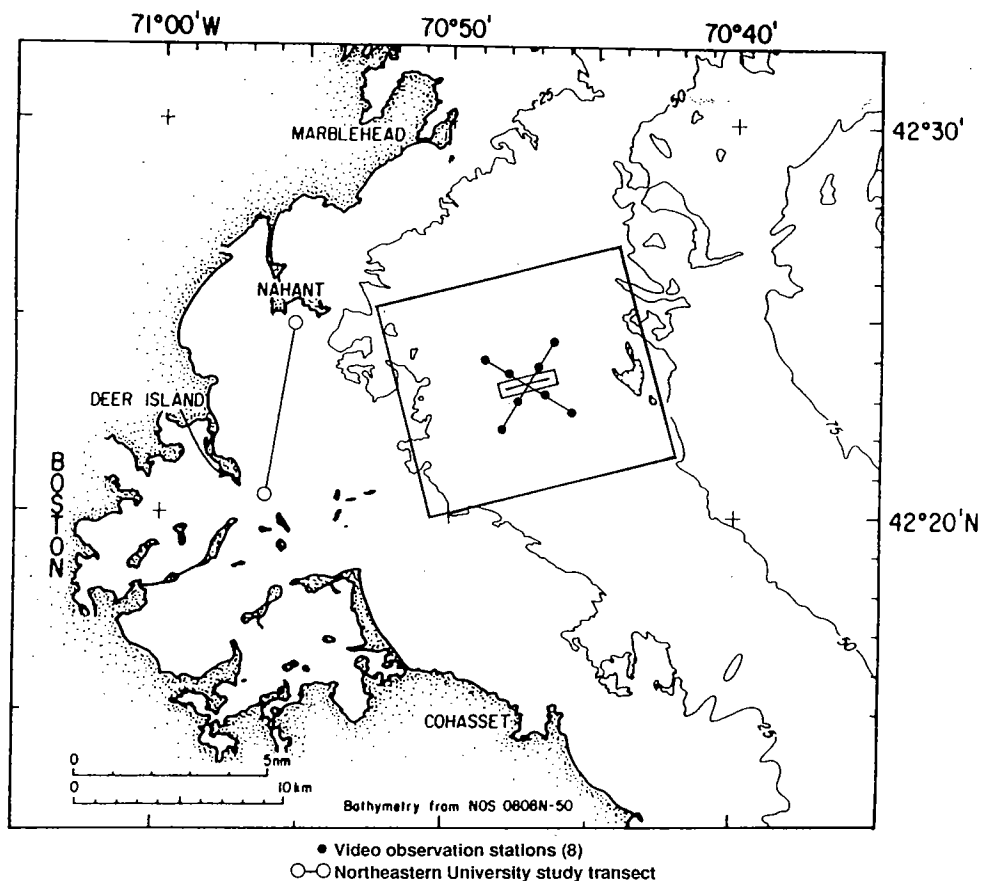 71°00'W 70°50' 70°40'
25
50
MARBLEHEAD
42°30'
NAHANT
DEER ISLAND
75
BOSTON
42°20'N
50
COHASSET
25
0 5nm
0 10km
Bathymetry from NOS 0808N-50
Video observation stations (8)
Northeastern University study transect